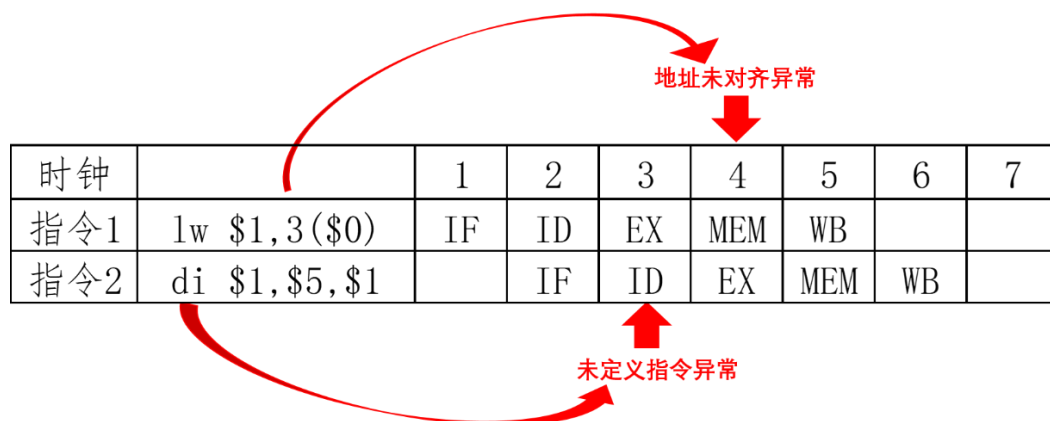 地址未对齐异常
时钟 1 2 3 4 5 6 7
指令1 lw $1,3($0) IF ID EX MEM WB
指令2 di $1,$5,$1 IF ID EX MEM WB
未定义指令异常